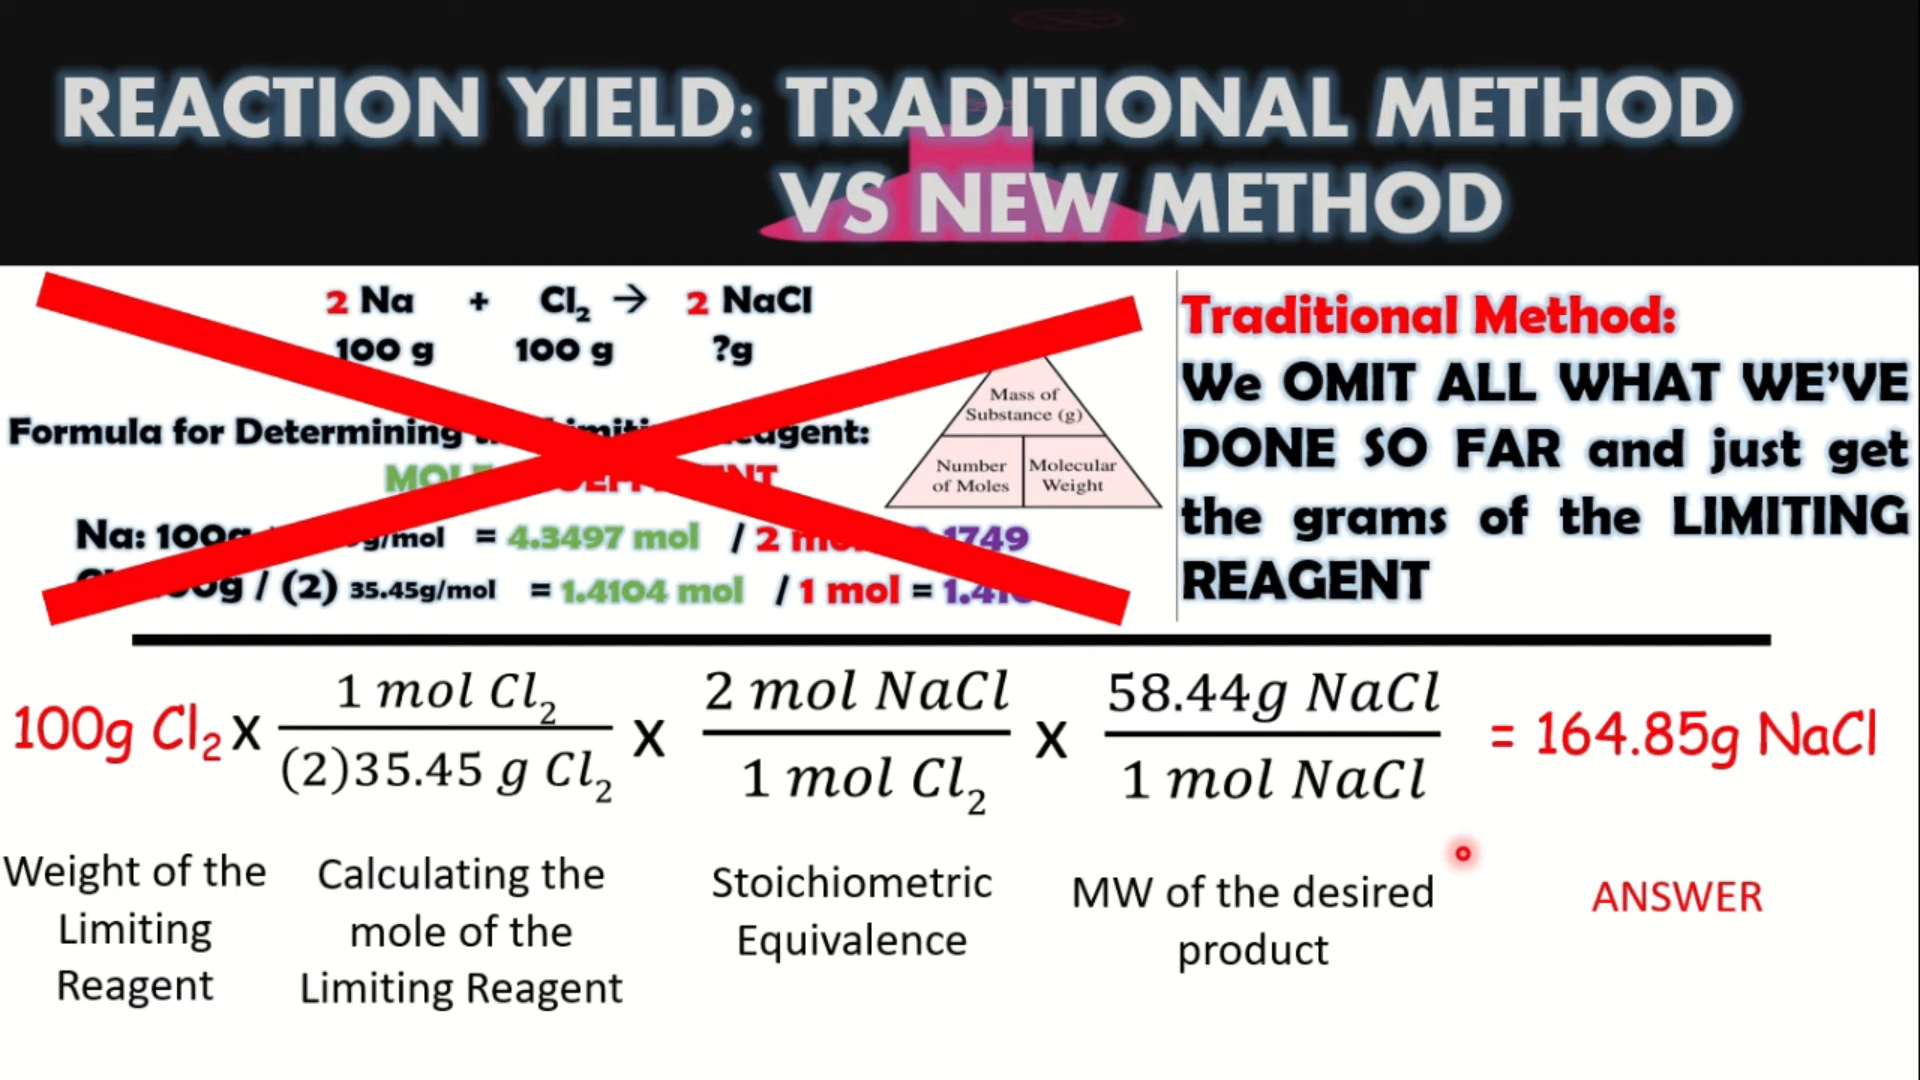 REACTION YIELD: TRADITIONAL METHOD
VS NEW METHOD
2 Na + Cl₂ → 2 NaCl
100 g 100 g ?g
Formula for Determining
Mass of
Substance (g)
Number
of Moles
Molecular
Weight
Na: 100g g/mol = 4.3497 mol / 2 1749
/ (2) 35.45g/mol = 1.4104 mol / 1 mol =
Traditional Method:
We OMIT ALL WHAT WE'VE
DONE SO FAR and just get
the grams of the LIMITING
REAGENT
100g Cl₂ x
1 mol Cl₂
(2)35.45 g Cl₂
x
2 mol NaCl
1 mol Cl₂
x
58.44g NaCl
1 mol NaCl
= 164.85g NaCl
Weight of the
Limiting
Reagent
Calculating the
mole of the
Limiting Reagent
Stoichiometric
Equivalence
MW of the desired
product
ANSWER